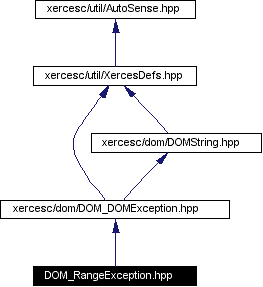 xercesc/util/AutoSense.hpp
xercesc/util/XercesDefs.hpp
xercesc/dom/DOMString.hpp
xercesc/dom/DOM_DOMException.hpp
DOM_RangeException.hpp